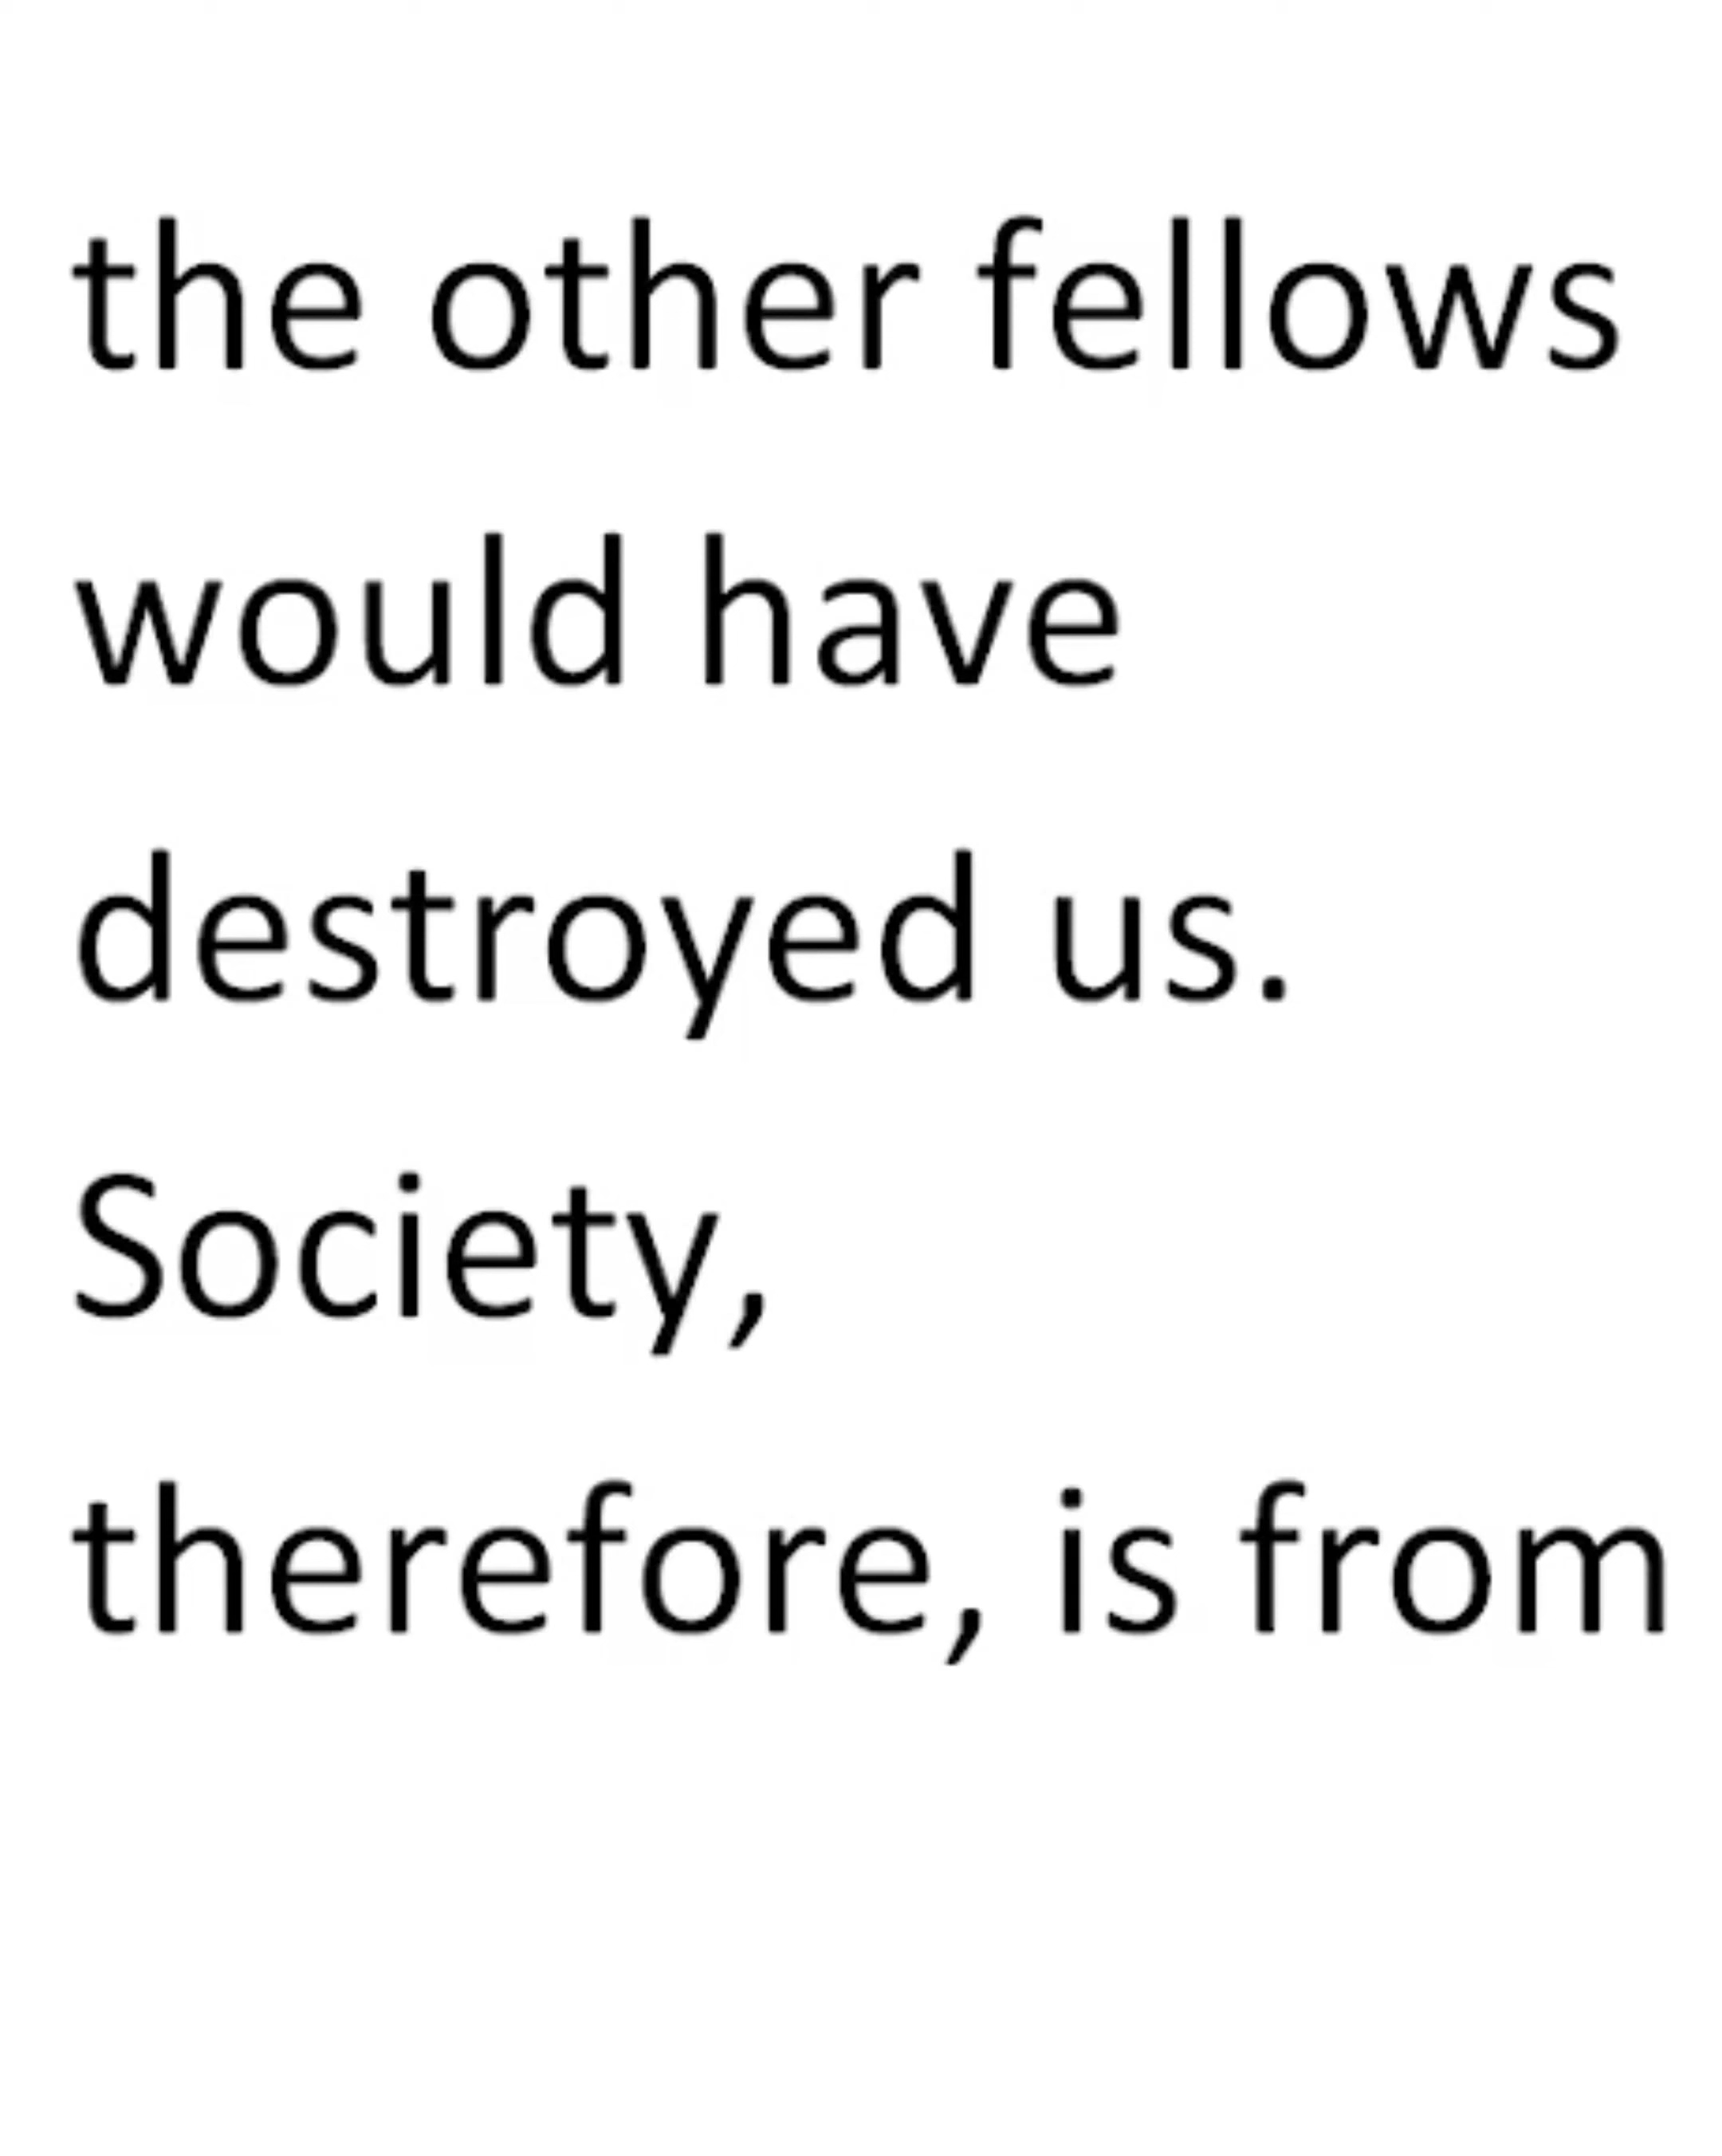 the other fellows
would have
destroyed us.
Society,
therefore, is from